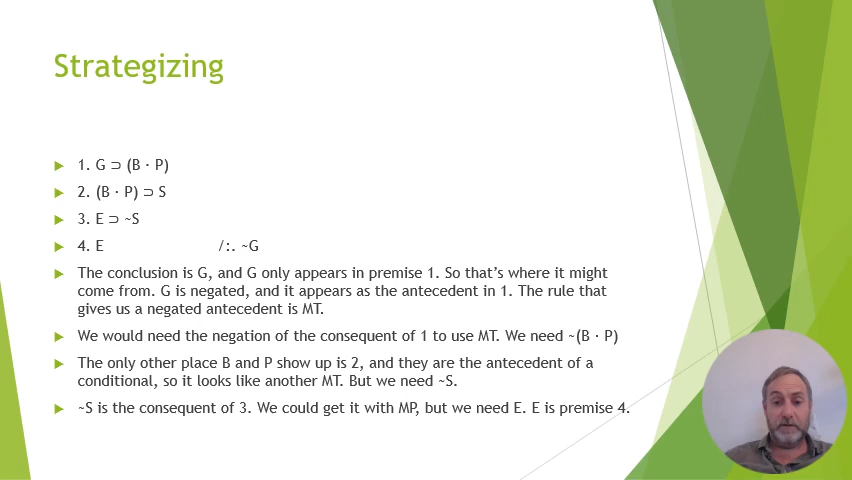 Strategizing
1. G ⊃ (B · P)
2. (B · P) ⊃ S
3. E ⊃ ~S
4. E /:. ~G
The conclusion is G, and G only appears in premise 1. So that’s where it might
come from. G is negated, and it appears as the antecedent in 1. The rule that
gives us a negated antecedent is MT.
We would need the negation of the consequent of 1 to use MT. We need ~(B · P)
The only other place B and P show up is 2, and they are the antecedent of a
conditional, so it looks like another MT. But we need ~S.
~S is the consequent of 3. We could get it with MP, but we need E. E is premise 4.